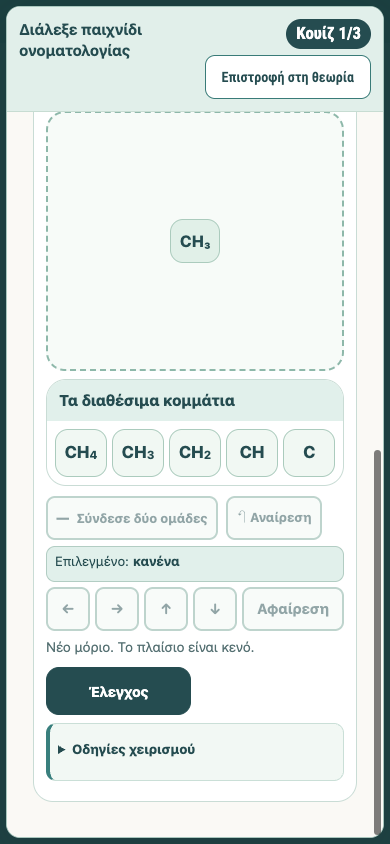 Διάλεξε παιχνίδι
ονοματολογίας
Κουίζ 1/3
Επιστροφή στη θεωρία
CH₃
Τα διαθέσιμα κομμάτια
CH₄ CH₃ CH₂ CH C
— Σύνδεσε δύο ομάδες
Αναίρεση
Επιλεγμένο: κανένα
← → ↑ ↓ Αφαίρεση
Νέο μόριο. Το πλαίσιο είναι κενό.
Έλεγχος
▶ Οδηγίες χειρισμού